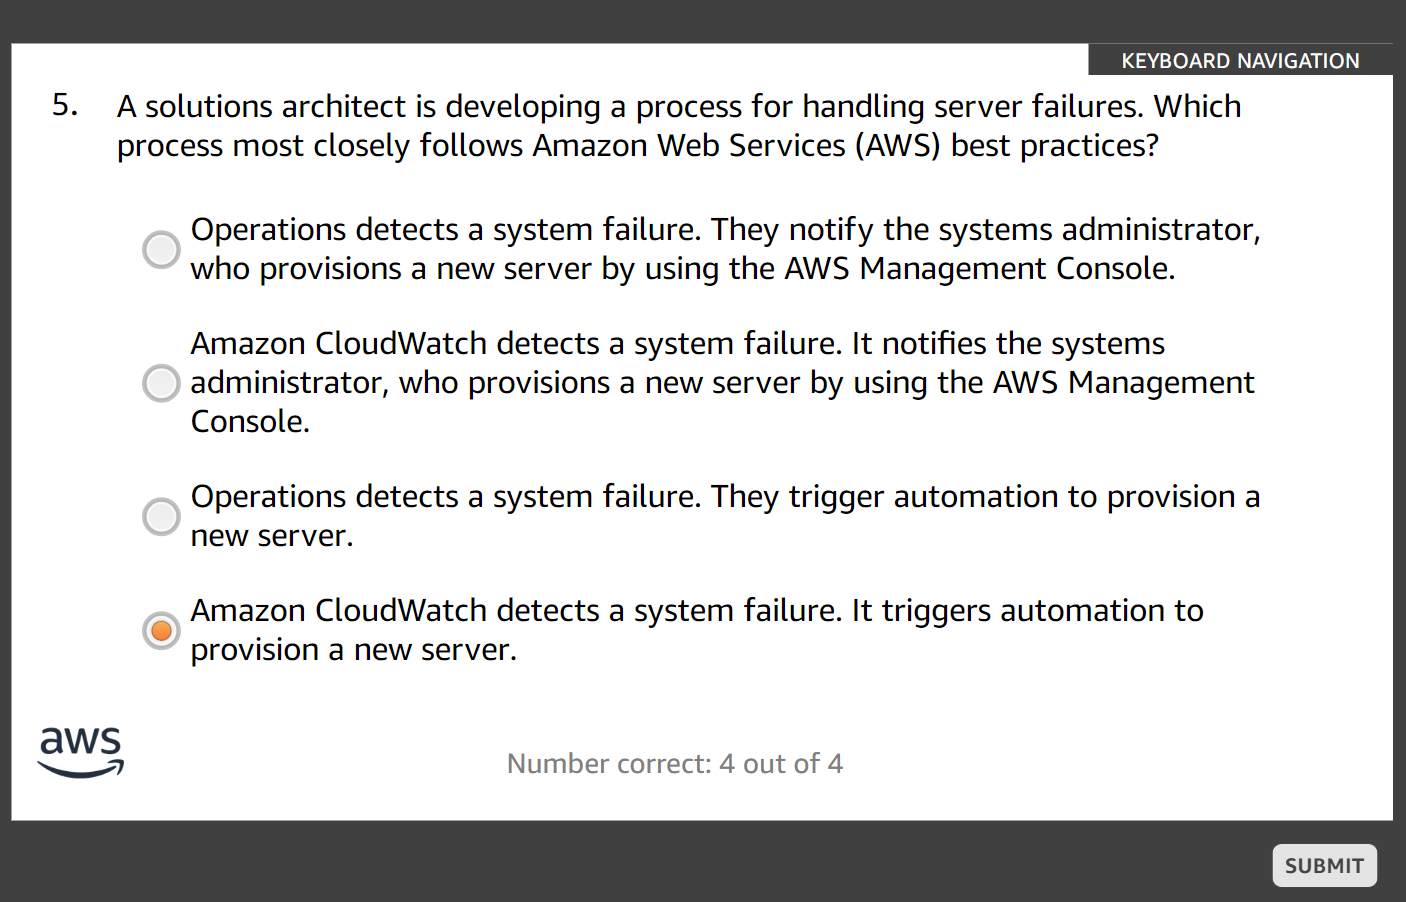 KEYBOARD NAVIGATION
5. A solutions architect is developing a process for handling server failures. Which
process most closely follows Amazon Web Services (AWS) best practices?
Operations detects a system failure. They notify the systems administrator,
who provisions a new server by using the AWS Management Console.
Amazon CloudWatch detects a system failure. It notifies the systems
administrator, who provisions a new server by using the AWS Management
Console.
Operations detects a system failure. They trigger automation to provision a
new server.
Amazon CloudWatch detects a system failure. It triggers automation to
provision a new server.
aws
Number correct: 4 out of 4
SUBMIT